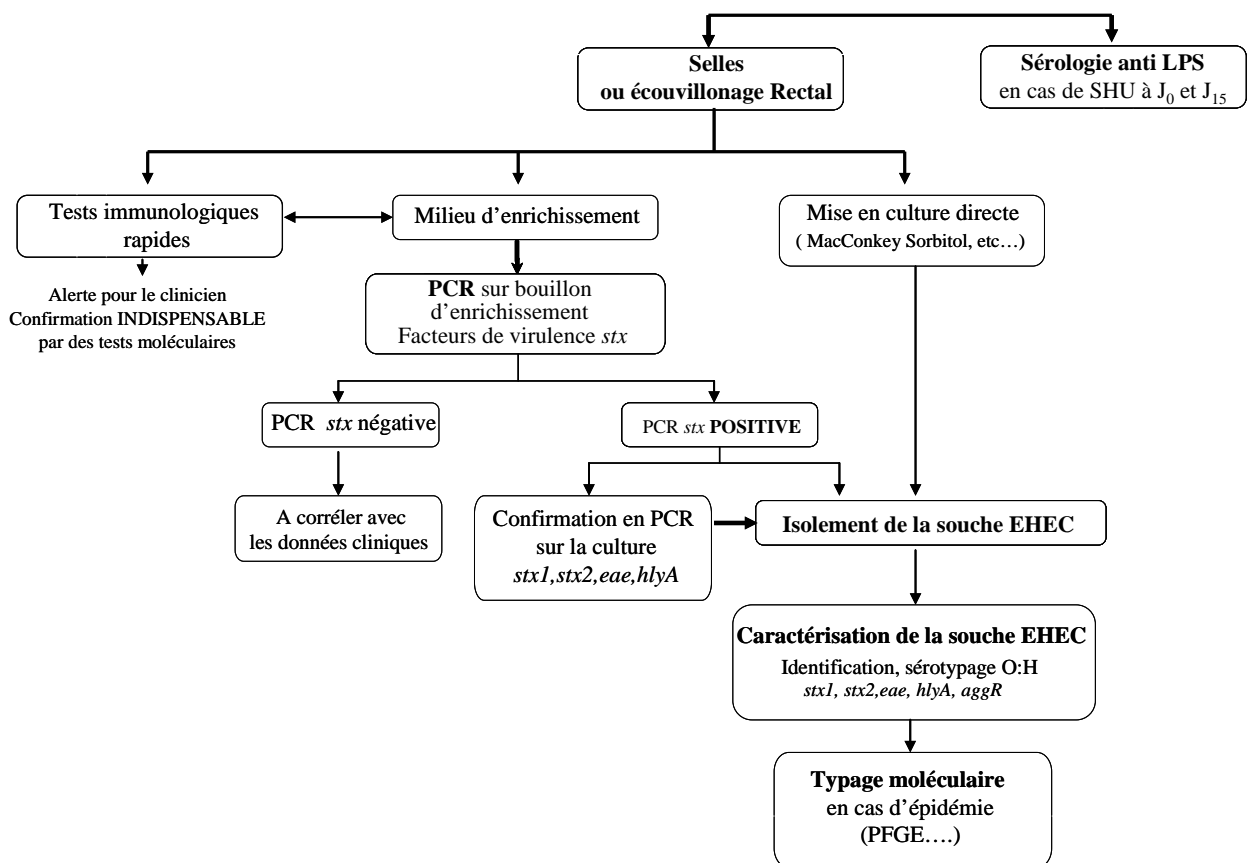 Selles
ou écouvillonage Rectal
Sérologie anti LPS
en cas de SHU à J0 et J15
Tests immunologiques
rapides
Milieu d'enrichissement
Mise en culture directe
( MacConkey Sorbitol, etc…)
Alerte pour le clinicien
Confirmation INDISPENSABLE
par des tests moléculaires
PCR sur bouillon
d'enrichissement
Facteurs de virulence stx
PCR stx négative
PCR stx POSITIVE
A corréler avec
les données cliniques
Confirmation en PCR
sur la culture
stx1,stx2,eae,hlyA
Isolement de la souche EHEC
Caractérisation de la souche EHEC
Identification, sérotypage O:H
stx1, stx2,eae, hlyA, aggR
Typage moléculaire
en cas d'épidémie
(PFGE….)